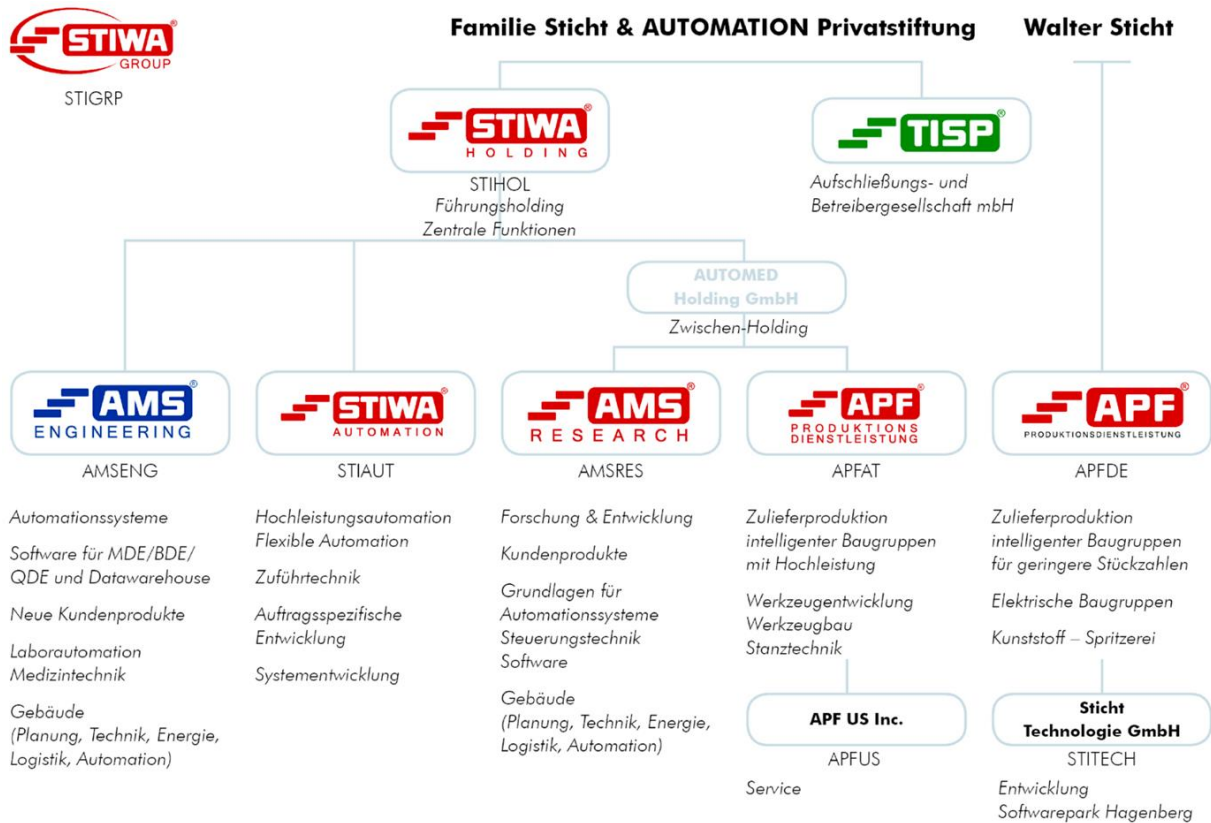 STIWA®
GROUP
STIGRP
Familie Sticht & AUTOMATION Privatstiftung
Walter Sticht
STIWA®
HOLDING
STIHOL
Führungsholding
Zentrale Funktionen
TISP®
Aufschließungs- und
Betreibergesellschaft mbH
AUTOMED
Holding GmbH
Zwischen-Holding
AMS®
ENGINEERING
AMSENG
Automationssysteme
Software für MDE/BDE/
QDE und Datawarehouse
Neue Kundenprodukte
Laborautomation
Medizintechnik
Gebäude
(Planung, Technik, Energie,
Logistik, Automation)
STIWA®
AUTOMATION
STIAUT
Hochleistungsautomation
Flexible Automation
Zuführtechnik
Auftragsspezifische
Entwicklung
Systementwicklung
AMS®
RESEARCH
AMSRES
Forschung & Entwicklung
Kundenprodukte
Grundlagen für
Automationssysteme
Steuerungstechnik
Software
Gebäude
(Planung, Technik, Energie,
Logistik, Automation)
APF®
PRODUKTIONS
DIENSTLEISTUNG
APFAT
Zulieferproduktion
intelligenter Baugruppen
mit Hochleistung
Werkzeugentwicklung
Werkzeugbau
Stanztechnik
APF US Inc.
APFUS
Service
APF®
PRODUKTIONSDIENSTLEISTUNG
APFDE
Zulieferproduktion
intelligenter Baugruppen
für geringere Stückzahlen
Elektrische Baugruppen
Kunststoff – Spritzerei
Sticht
Technologie GmbH
STITECH
Entwicklung
Softwarepark Hagenberg